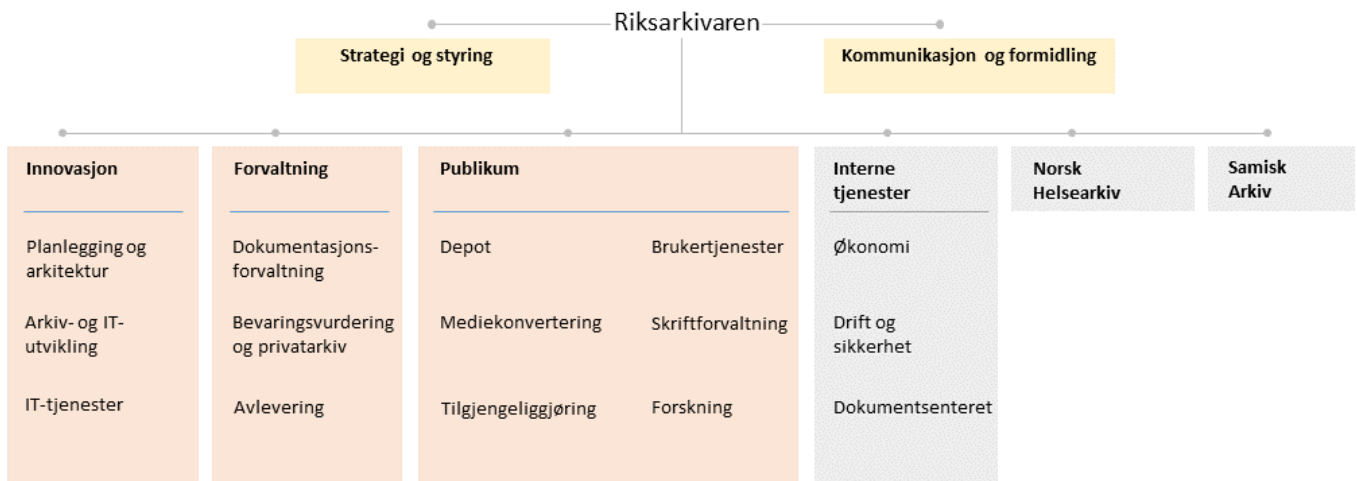 Riksarkivaren
Strategi og styring
Kommunikasjon og formidling
Innovasjon
Planlegging og
arkitektur
Arkiv- og IT-
utvikling
IT-tjenester
Forvaltning
Dokumentasjons-
forvaltning
Bevaringsvurdering
og privatarkiv
Avlevering
Publikum
Depot
Mediekonvertering
Tilgjengeliggjøring
Brukertjenester
Skriftforvaltning
Forskning
Interne
tjenester
Økonomi
Drift og
sikkerhet
Dokumentsenteret
Norsk
Helsearkiv
Samisk
Arkiv